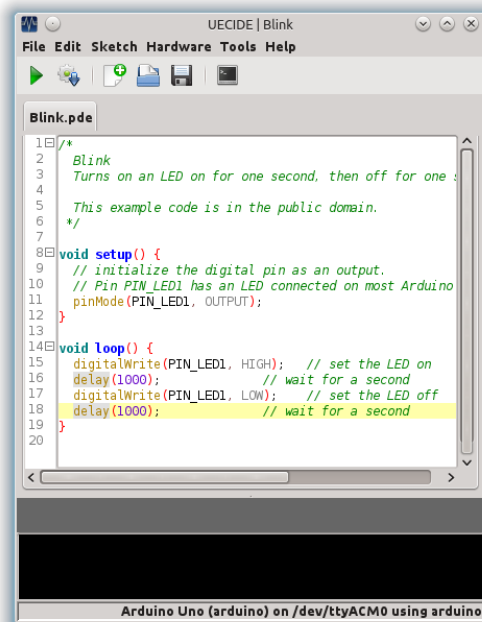 UECIDE | Blink
File Edit Sketch Hardware Tools Help
Blink.pde
1 /*
2 Blink
3 Turns on an LED on for one second, then off for one s
4
5 This example code is in the public domain.
6 */
7
8 void setup() {
9 // initialize the digital pin as an output.
10 // Pin PIN_LED1 has an LED connected on most Arduino
11 pinMode(PIN_LED1, OUTPUT);
12 }
13
14 void loop() {
15 digitalWrite(PIN_LED1, HIGH); // set the LED on
16 delay(1000); // wait for a second
17 digitalWrite(PIN_LED1, LOW); // set the LED off
18 delay(1000); // wait for a second
19 }
20
Arduino Uno (arduino) on /dev/ttyACM0 using arduino